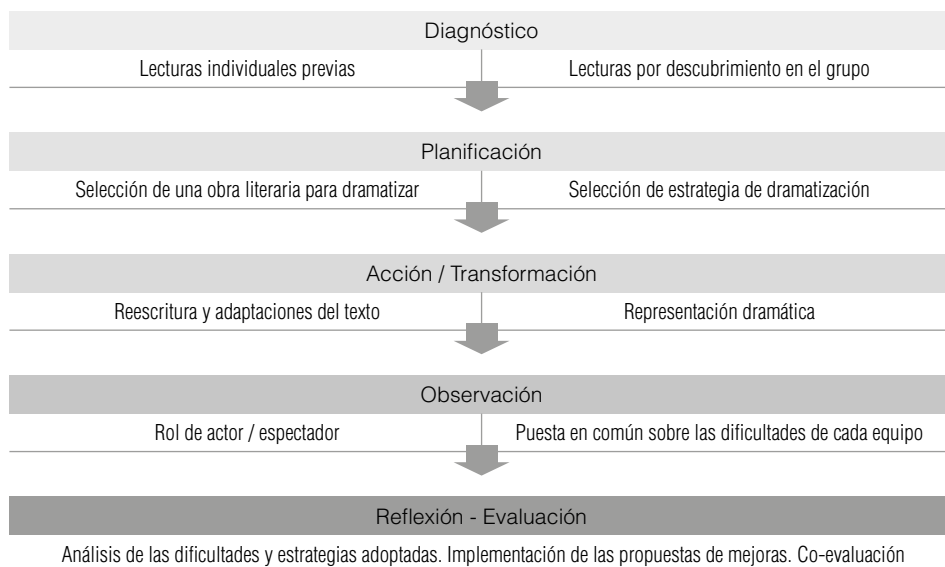 Diagnóstico
Lecturas individuales previas
Lecturas por descubrimiento en el grupo
Planificación
Selección de una obra literaria para dramatizar
Selección de estrategia de dramatización
Acción / Transformación
Reescritura y adaptaciones del texto
Representación dramática
Observación
Rol de actor / espectador
Puesta en común sobre las dificultades de cada equipo
Reflexión - Evaluación
Análisis de las dificultades y estrategias adoptadas. Implementación de las propuestas de mejoras. Co-evaluación